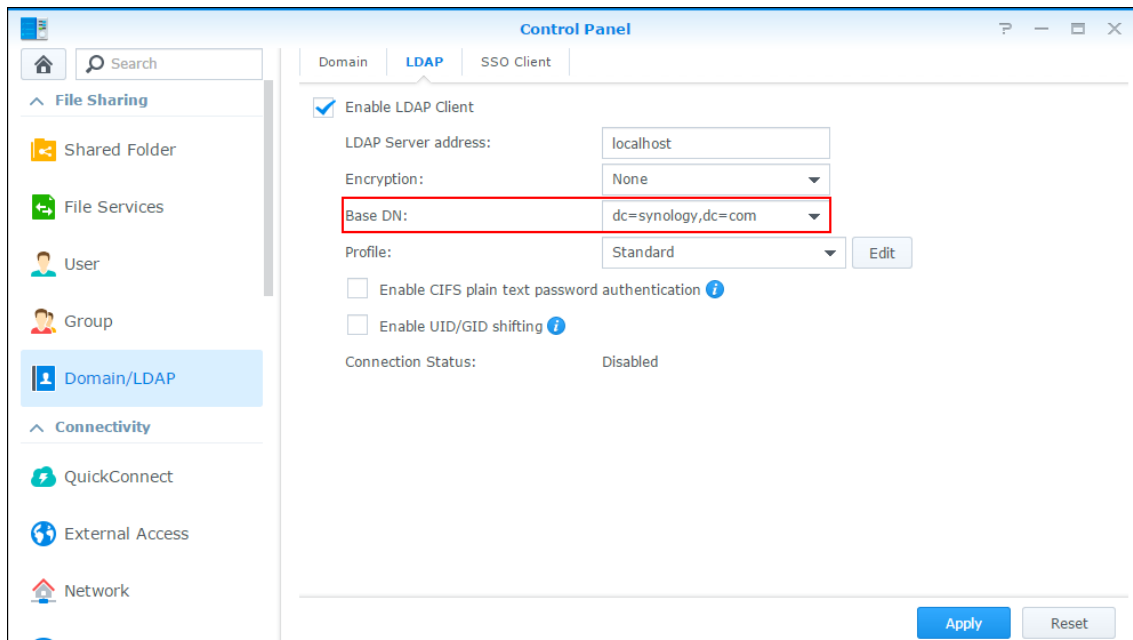 Control Panel
Search
File Sharing
Shared Folder
File Services
User
Group
Domain/LDAP
Connectivity
QuickConnect
External Access
Network
Domain LDAP SSO Client
Enable LDAP Client
LDAP Server address: localhost
Encryption: None
Base DN: dc=synology,dc=com
Profile: Standard Edit
Enable CIFS plain text password authentication
Enable UID/GID shifting
Connection Status: Disabled
Apply Reset